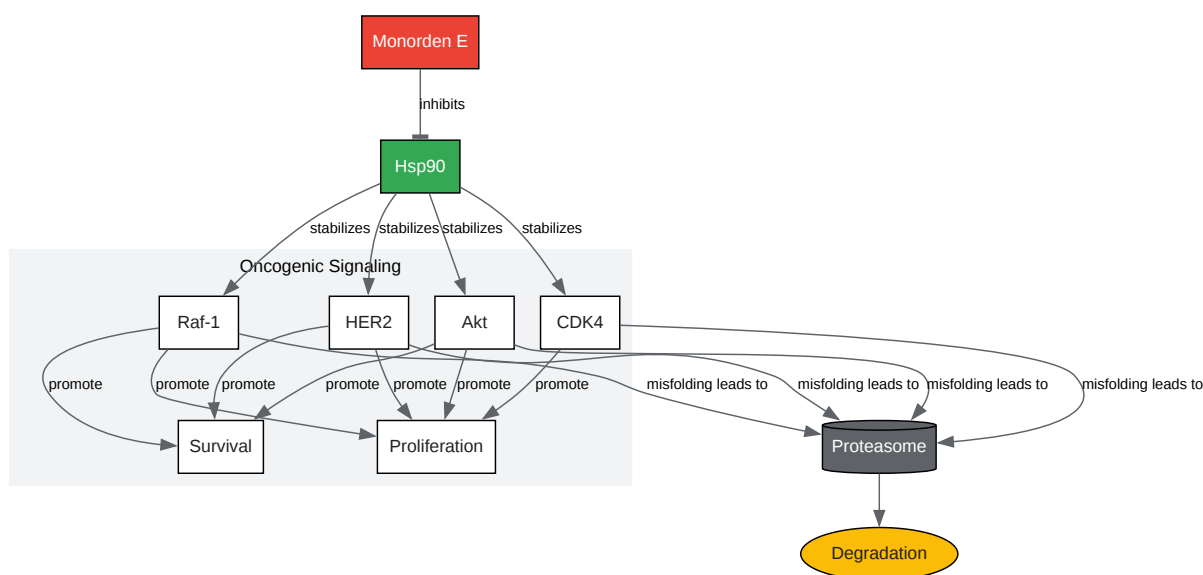 Monorden E
inhibits
Hsp90
stabilizes
stabilizes
stabilizes
stabilizes
Oncogenic Signaling
Raf-1
HER2
Akt
CDK4
promote
promote
promote
promote
promote
promote
promote
misfolding leads to
misfolding leads to
misfolding leads to
misfolding leads to
Survival
Proliferation
Proteasome
Degradation